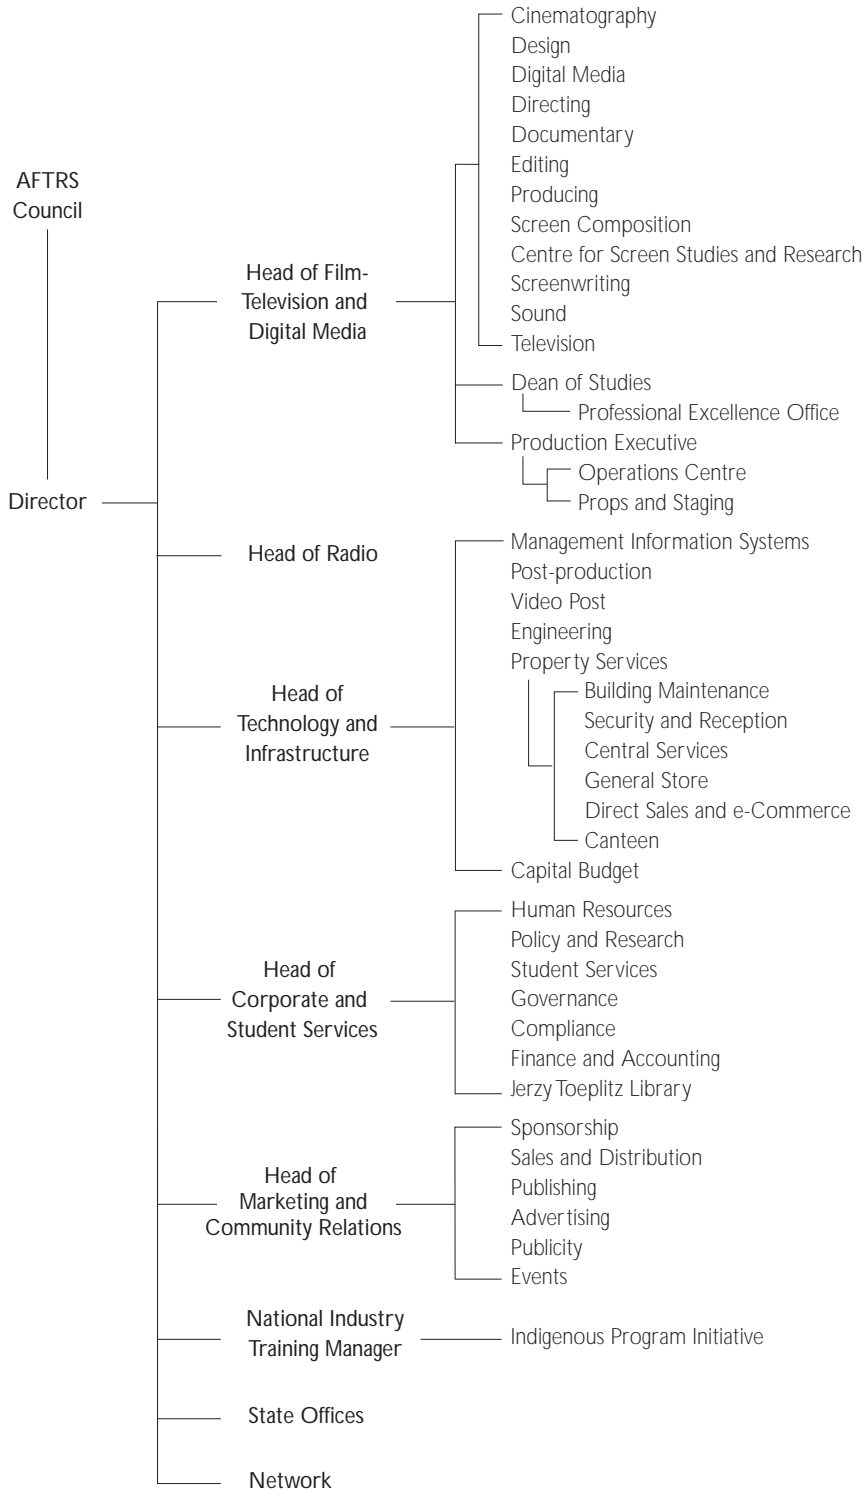 AFTRS
Council
Director
Head of Film-
Television and
Digital Media
Cinematography
Design
Digital Media
Directing
Documentary
Editing
Producing
Screen Composition
Centre for Screen Studies and Research
Screenwriting
Sound
Television
Dean of Studies
Professional Excellence Office
Production Executive
Operations Centre
Props and Staging
Head of Radio
Head of
Technology and
Infrastructure
Management Information Systems
Post-production
Video Post
Engineering
Property Services
Building Maintenance
Security and Reception
Central Services
General Store
Direct Sales and e-Commerce
Canteen
Capital Budget
Head of
Corporate and
Student Services
Human Resources
Policy and Research
Student Services
Governance
Compliance
Finance and Accounting
Jerzy Toeplitz Library
Head of
Marketing and
Community Relations
Sponsorship
Sales and Distribution
Publishing
Advertising
Publicity
Events
National Industry
Training Manager
Indigenous Program Initiative
State Offices
Network